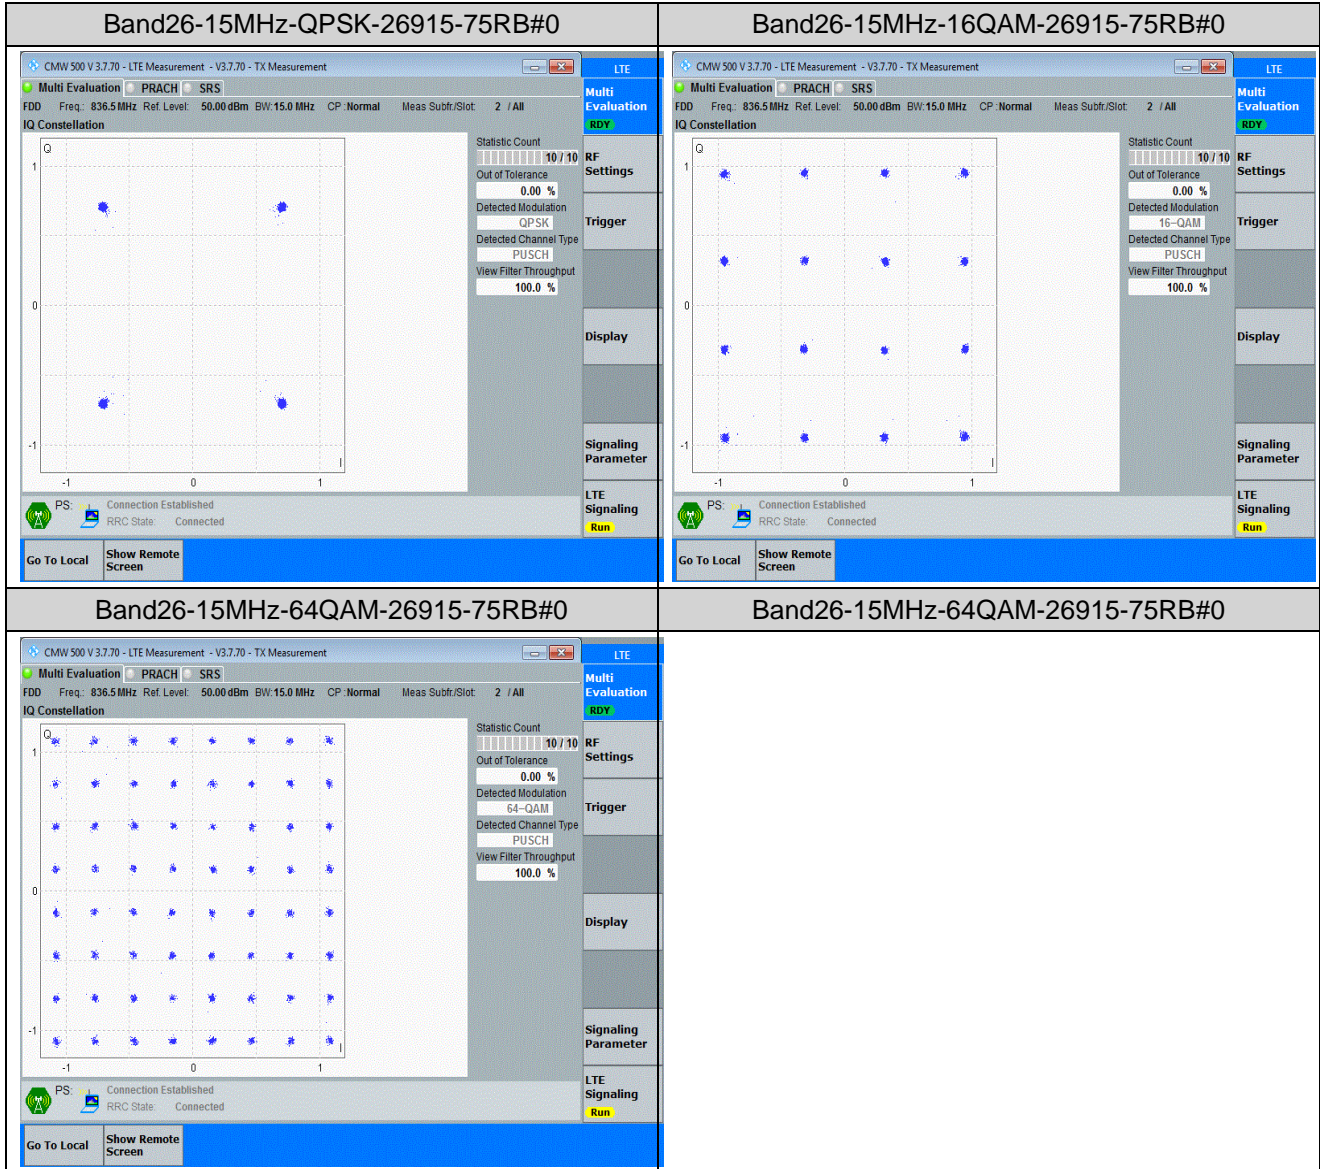 Band26-15MHz-QPSK-26915-75RB#0
CMW 500 V 3.7.70 - LTE Measurement - V3.7.70 - TX Measurement
LTE
Multi Evaluation PRACH SRS
FDD Freq.: 836.5 MHz Ref. Level: 50.00 dBm BW: 15.0 MHz CP : Normal Meas Subfr./Slot: 2 / All
IQ Constellation
Q
1
0
-1
-1 0 1
I
Statistic Count
10 / 10
Out of Tolerance
0.00 %
Detected Modulation
QPSK
Detected Channel Type
PUSCH
View Filter Throughput
100.0 %
Multi
Evaluation
RDY
RF
Settings
Trigger
Display
Signaling
Parameter
LTE
Signaling
Run
PS: Connection Established
RRC State: Connected
Go To Local
Show Remote
Screen
Band26-15MHz-16QAM-26915-75RB#0
CMW 500 V 3.7.70 - LTE Measurement - V3.7.70 - TX Measurement
LTE
Multi Evaluation PRACH SRS
FDD Freq.: 836.5 MHz Ref. Level: 50.00 dBm BW: 15.0 MHz CP : Normal Meas Subfr./Slot: 2 / All
IQ Constellation
Q
1
0
-1
-1 0 1
I
Statistic Count
10 / 10
Out of Tolerance
0.00 %
Detected Modulation
16-QAM
Detected Channel Type
PUSCH
View Filter Throughput
100.0 %
Multi
Evaluation
RDY
RF
Settings
Trigger
Display
Signaling
Parameter
LTE
Signaling
Run
PS: Connection Established
RRC State: Connected
Go To Local
Show Remote
Screen
Band26-15MHz-64QAM-26915-75RB#0
CMW 500 V 3.7.70 - LTE Measurement - V3.7.70 - TX Measurement
LTE
Multi Evaluation PRACH SRS
FDD Freq.: 836.5 MHz Ref. Level: 50.00 dBm BW: 15.0 MHz CP : Normal Meas Subfr./Slot: 2 / All
IQ Constellation
Q
1
0
-1
-1 0 1
I
Statistic Count
10 / 10
Out of Tolerance
0.00 %
Detected Modulation
64-QAM
Detected Channel Type
PUSCH
View Filter Throughput
100.0 %
Multi
Evaluation
RDY
RF
Settings
Trigger
Display
Signaling
Parameter
LTE
Signaling
Run
PS: Connection Established
RRC State: Connected
Go To Local
Show Remote
Screen
Band26-15MHz-64QAM-26915-75RB#0